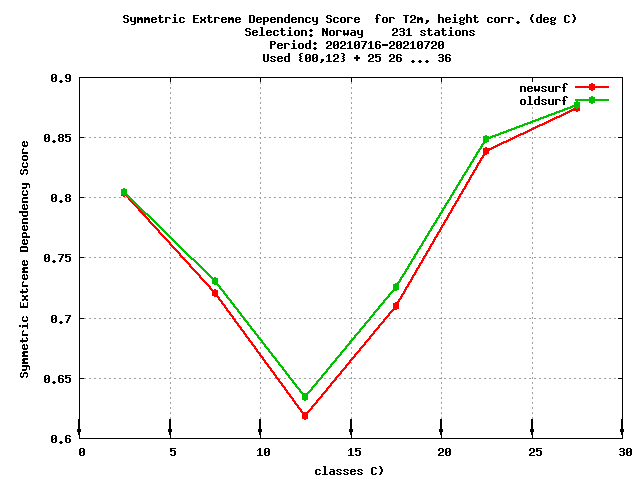 Symmetric Extreme Dependency Score  for T2m, height corr. (deg C)
Selection: Norway    231 stations
Period: 20210716-20210720
Used {00,12} + 25 26 ... 36
newsurf
oldsurf
Symmetric Extreme Dependency Score
0.9
0.85
0.8
0.75
0.7
0.65
0.6
0 5 10 15 20 25 30
classes C)